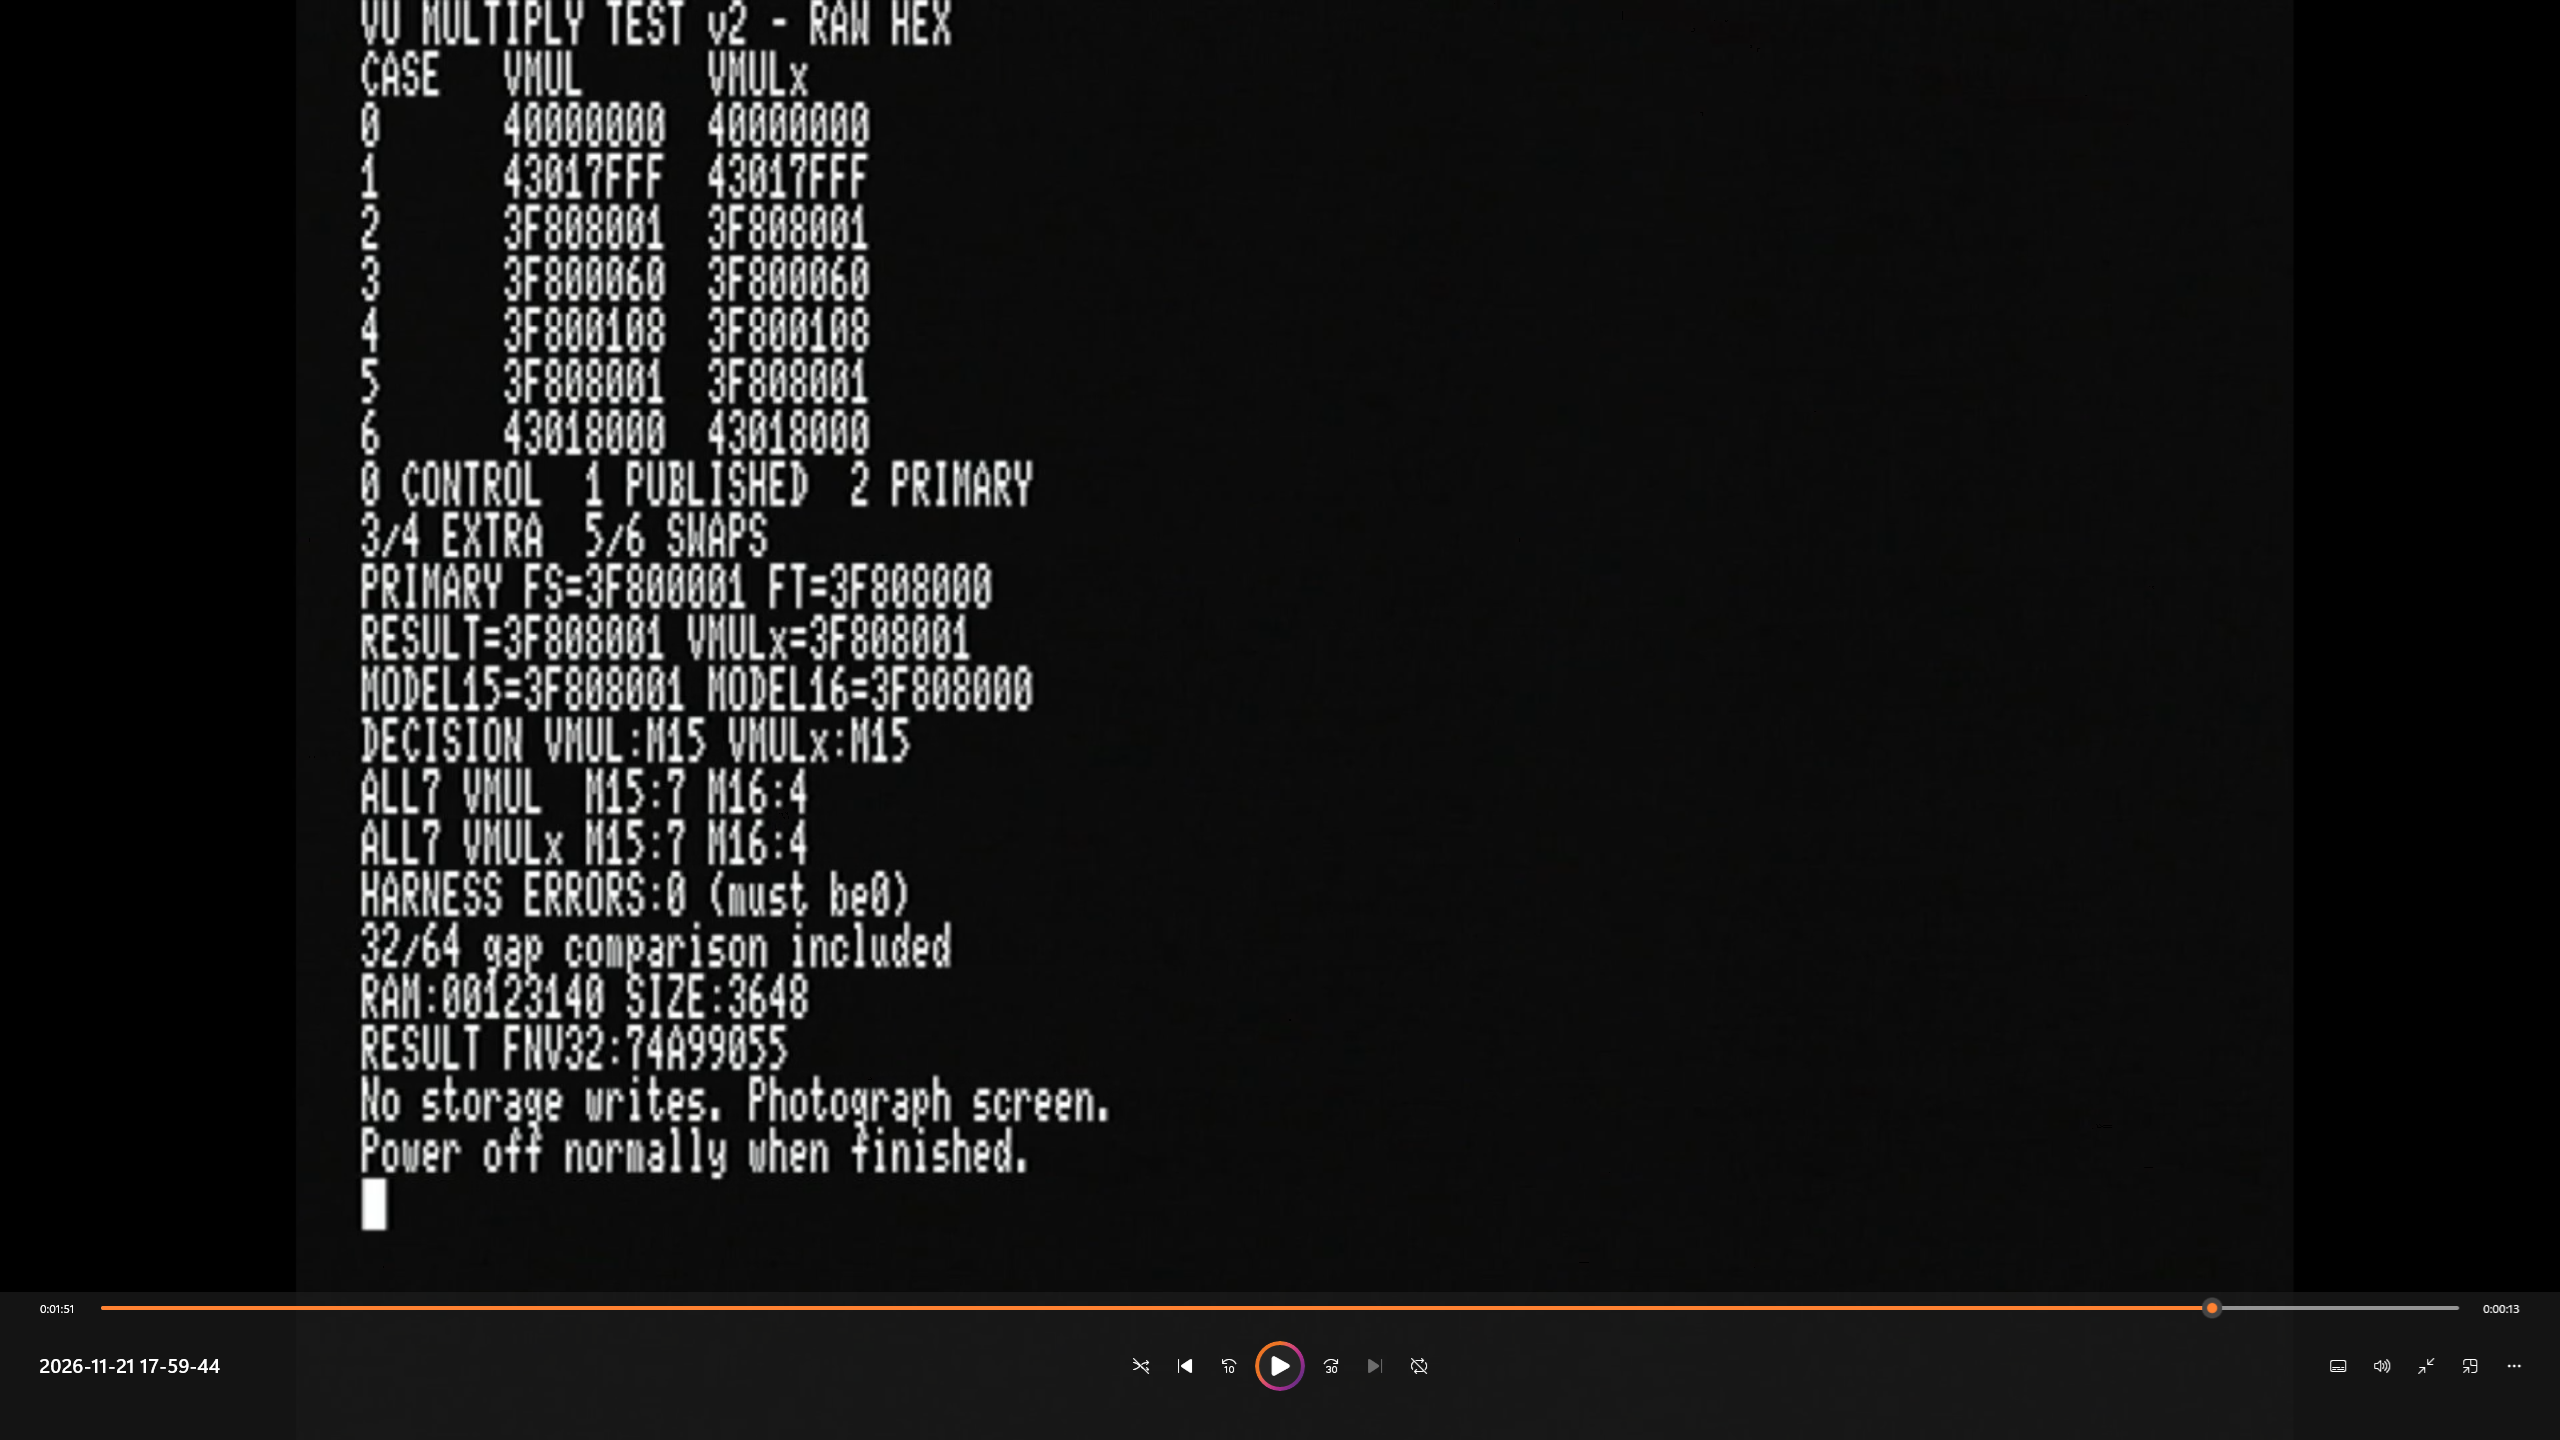 VU MULTIPLY TEST v2 - RAW HEX
CASE VMUL VMULx
0 40000000 40000000
1 43017FFF 43017FFF
2 3F808001 3F808001
3 3F800060 3F800060
4 3F800108 3F800108
5 3F808001 3F808001
6 43018000 43018000
0 CONTROL 1 PUBLISHED 2 PRIMARY
3/4 EXTRA 5/6 SWAPS
PRIMARY FS=3F800001 FT=3F808000
RESULT=3F808001 VMULx=3F808001
MODEL15=3F808001 MODEL16=3F808000
DECISION VMUL:M15 VMULx:M15
ALL7 VMUL M15:7 M16:4
ALL7 VMULx M15:7 M16:4
HARNESS ERRORS:0 (must be0)
32/64 gap comparison included
RAM:00123140 SIZE:3648
RESULT FNV32:74A99055
No storage writes. Photograph screen.
Power off normally when finished.
0:01:51
0:00:13
2026-11-21 17-59-44
10
30